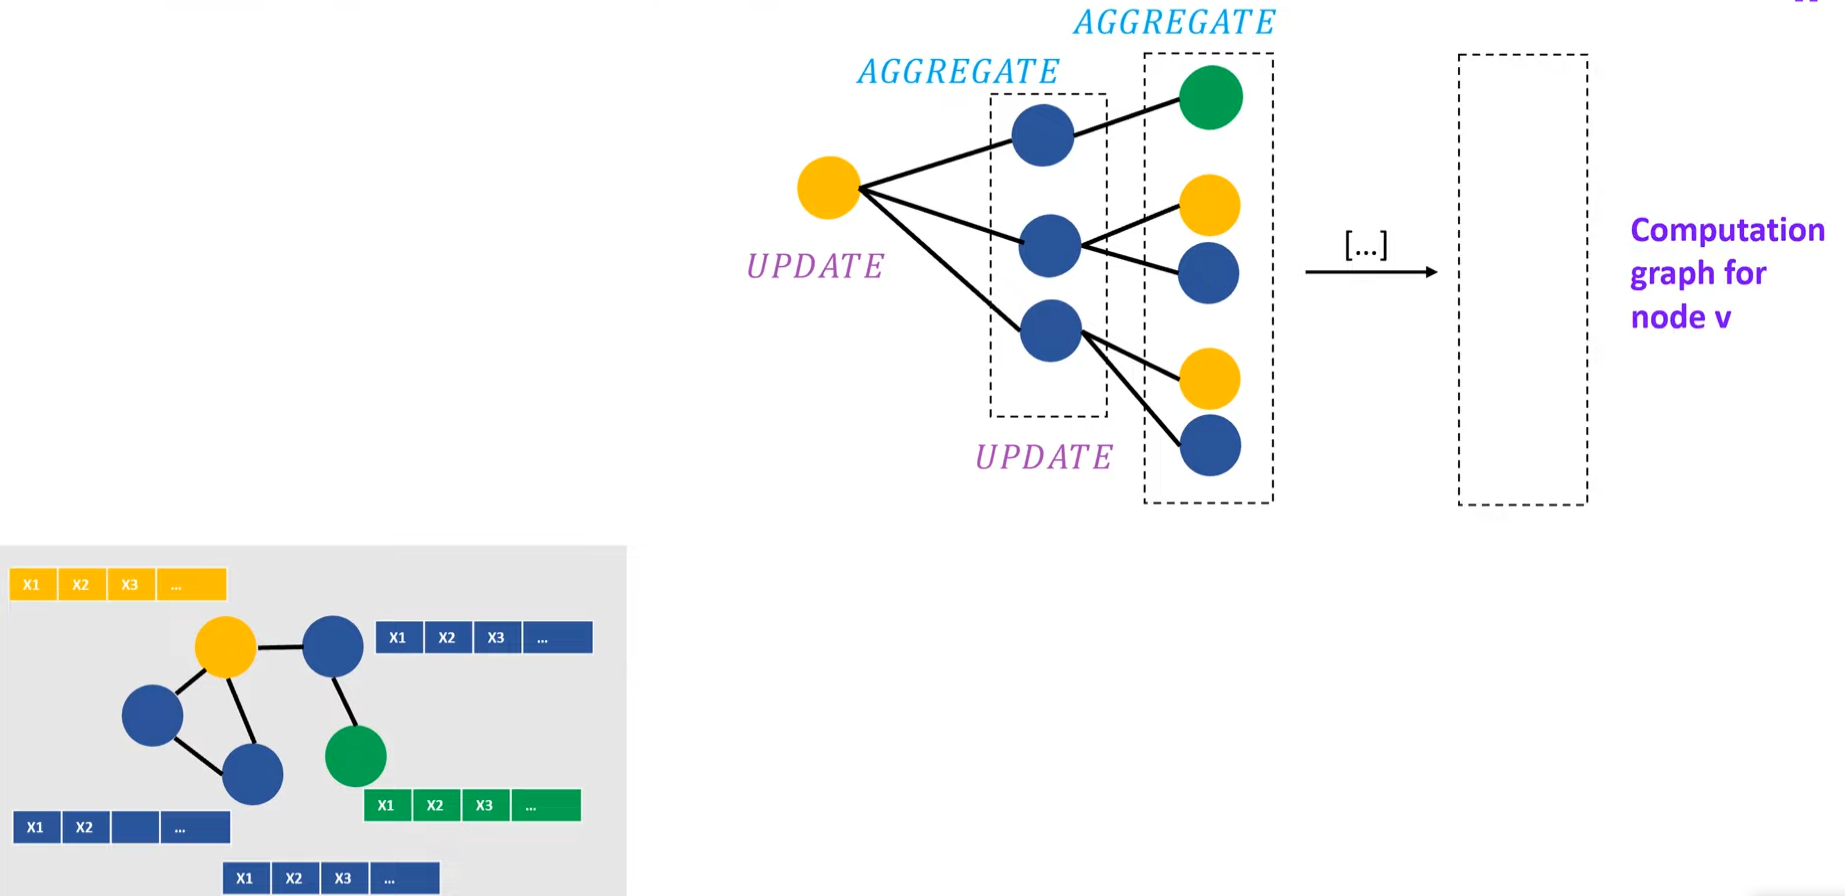 AGGREGATE
AGGREGATE
UPDATE
UPDATE
[...]
Computation
graph for
node v
X1 X2 X3 ...
X1 X2 X3 ...
X1 X2 X3 ...
X1 X2 ...
X1 X2 X3 ...